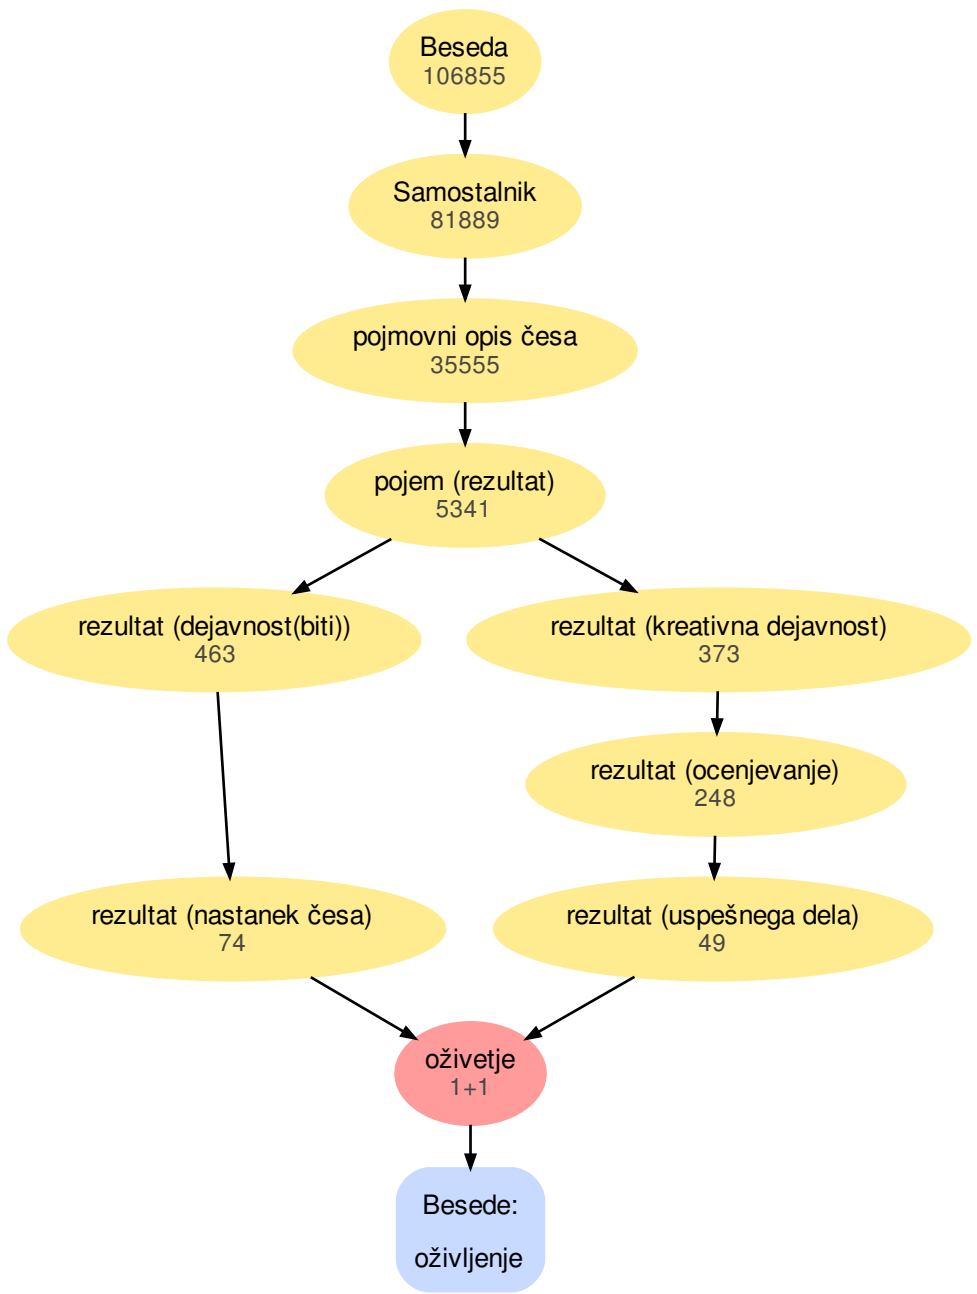 Beseda
106855
Samostalnik
81889
pojmovni opis česa
35555
pojem (rezultat)
5341
rezultat (dejavnost(biti))
463
rezultat (kreativna dejavnost)
373
rezultat (ocenjevanje)
248
rezultat (nastanek česa)
74
rezultat (uspešnega dela)
49
oživetje
1+1
Besede:
oživljenje